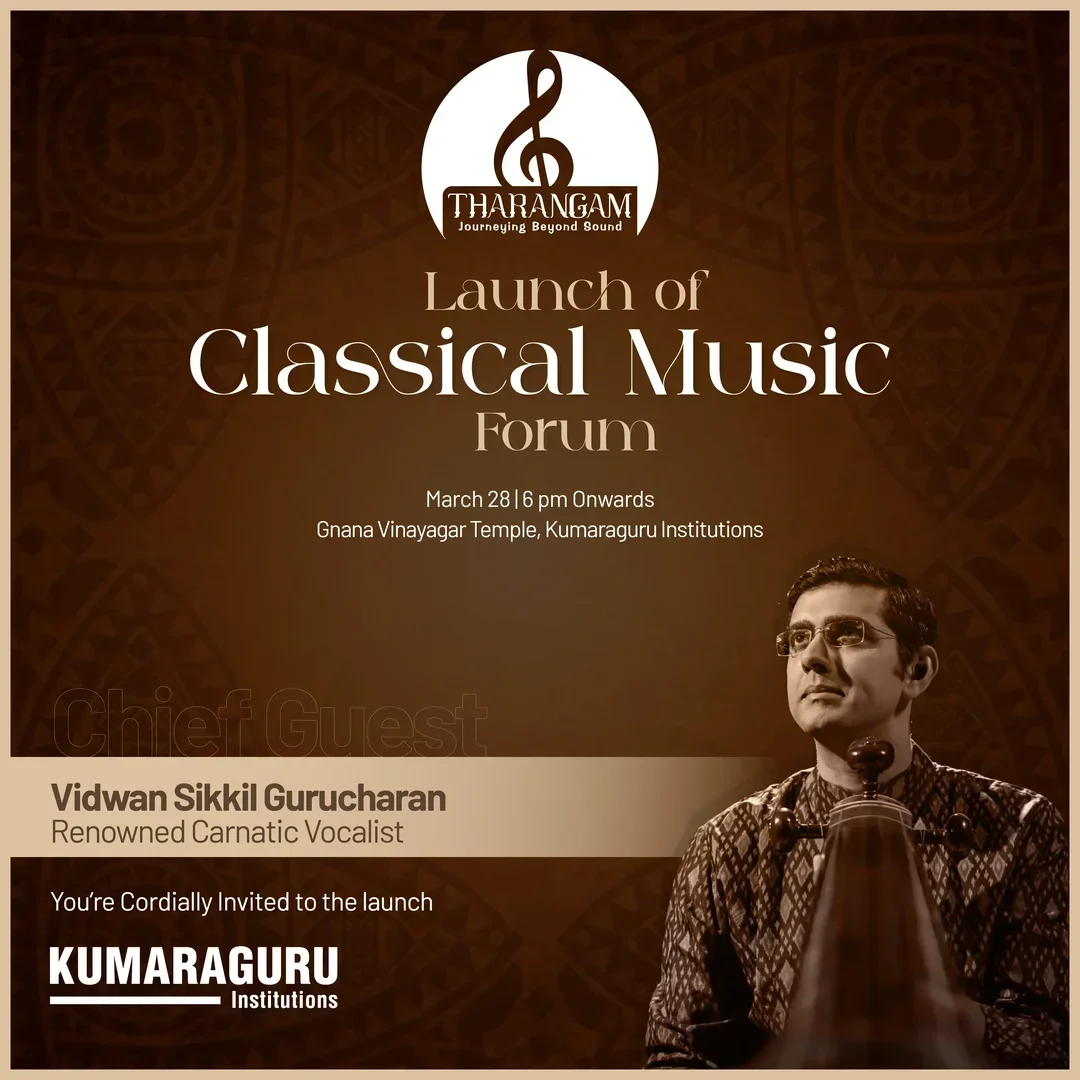 THARANGAM
Journeying Beyond Sound
Launch of
Classical Music
Forum
March 28 | 6 pm Onwards
Gnana Vinayagar Temple, Kumaraguru Institutions
Chief Guest
Vidwan Sikkil Gurucharan
Renowned Carnatic Vocalist
You're Cordially Invited to the launch
KUMARAGURU
Institutions